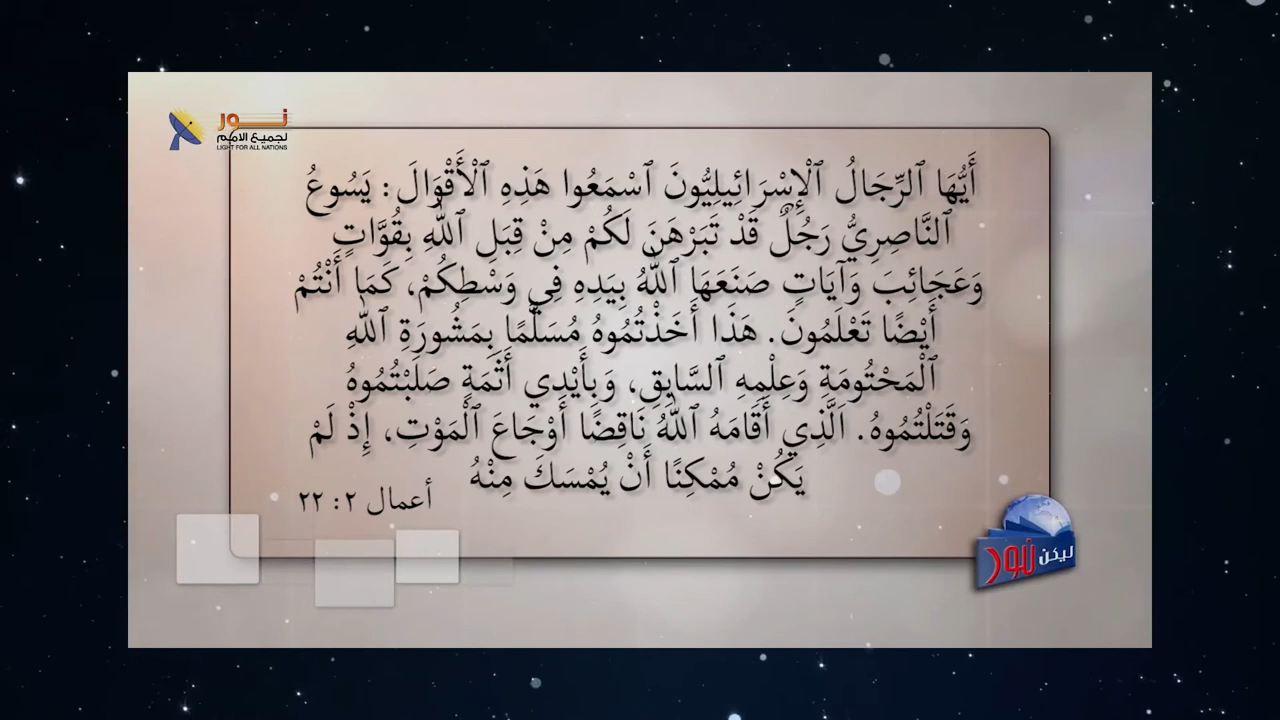 نور
لجميع الامم
LIGHT FOR ALL NATIONS
أَيُّهَا ٱلرِّجَالُ ٱلْإِسْرَائِيلِيُّونَ ٱسْمَعُوا هَذِهِ ٱلْأَقْوَالَ: يَسُوعُ
ٱلنَّاصِرِيُّ رَجُلٌ قَدْ تَبَرْهَنَ لَكُمْ مِنْ قِبَلِ ٱللهِ بِقُوَّاتٍ
وَعَجَائِبَ وَآيَاتٍ صَنَعَهَا ٱللهُ بِيَدِهِ فِي وَسْطِكُمْ، كَمَا أَنْتُمْ
أَيْضًا تَعْلَمُونَ. هَذَا أَخَذْتُمُوهُ مُسَلَّمًا بِمَشُورَةِ ٱللهِ
ٱلْمَحْتُومَةِ وَعِلْمِهِ ٱلسَّابِقِ، وَبِأَيْدِي أَثَمَةٍ صَلَبْتُمُوهُ
وَقَتَلْتُمُوهُ. اَلَّذِي أَقَامَهُ ٱللهُ نَاقِضًا أَوْجَاعَ ٱلْمَوْتِ، إِذْ لَمْ
يَكُنْ مُمْكِنًا أَنْ يُمْسَكَ مِنْهُ
أعمال ٢: ٢٢
ليكن نور